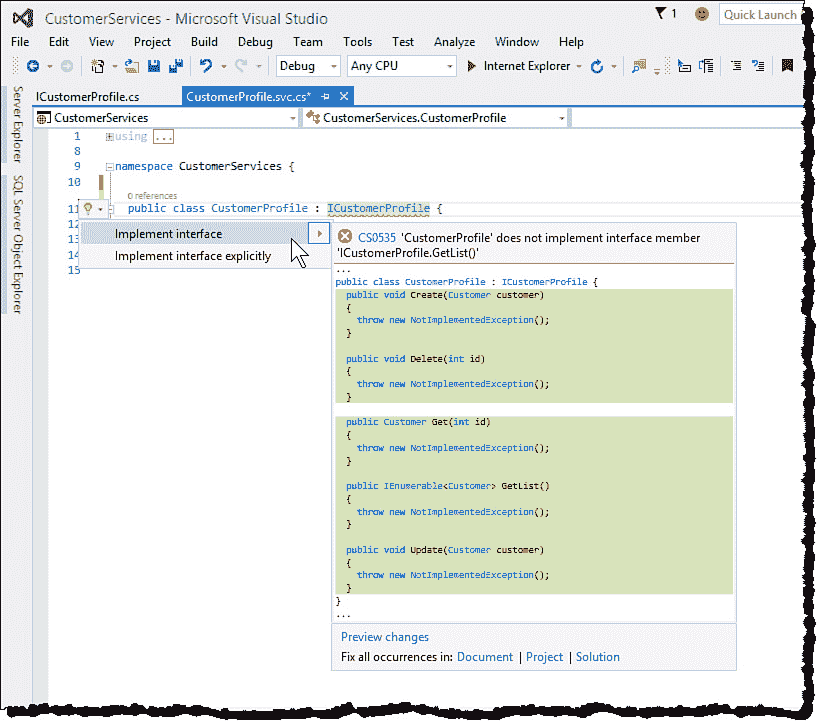 CustomerServices - Microsoft Visual Studio
1
Quick Launch
File Edit View Project Build Debug Team Tools Test Analyze Window Help
Debug Any CPU Internet Explorer
Server Explorer
SQL Server Object Explorer
ICustomerProfile.cs CustomerProfile.svc.cs*
CustomerServices CustomerServices.CustomerProfile
1 using ...
8
9 namespace CustomerServices {
10
0 references
11 public class CustomerProfile : ICustomerProfile {
12
13
14
15
Implement interface
Implement interface explicitly
CS0535 'CustomerProfile' does not implement interface member
'ICustomerProfile.GetList()'
...
public class CustomerProfile : ICustomerProfile {
public void Create(Customer customer)
{
throw new NotImplementedException();
}
public void Delete(int id)
{
throw new NotImplementedException();
}
public Customer Get(int id)
{
throw new NotImplementedException();
}
public IEnumerable<Customer> GetList()
{
throw new NotImplementedException();
}
public void Update(Customer customer)
{
throw new NotImplementedException();
}
}
...
Preview changes
Fix all occurrences in: Document | Project | Solution